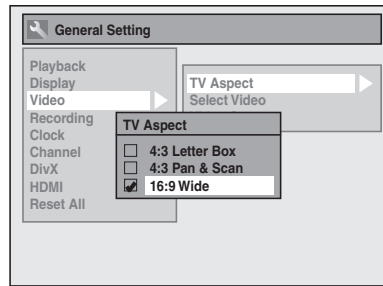 General Setting
Playback
Display
Video
Recording
Clock
Channel
DivX
HDMI
Reset All
TV Aspect
Select Video
TV Aspect
4:3 Letter Box
4:3 Pan & Scan
16:9 Wide